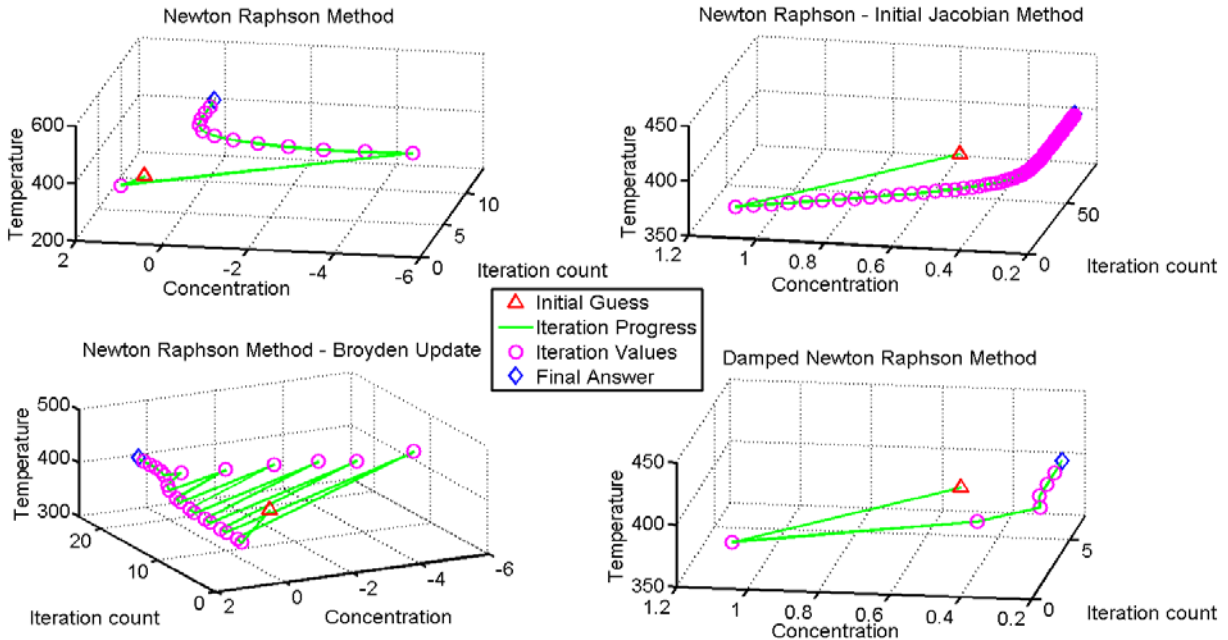 Newton Raphson Method
600
400
200
Temperature
2
0
-2
-4
-6
Concentration
0
5
10
Iteration count
Newton Raphson - Initial Jacobian Method
450
400
350
Temperature
1.2
1
0.8
0.6
0.4
0.2
Concentration
0
50
Iteration count
Initial Guess
Iteration Progress
Iteration Values
Final Answer
Newton Raphson Method - Broyden Update
500
400
300
Temperature
20
10
0
Iteration count
2
0
-2
-4
-6
Concentration
Damped Newton Raphson Method
450
400
350
Temperature
1.2
1
0.8
0.6
0.4
0.2
Concentration
0
5
Iteration count